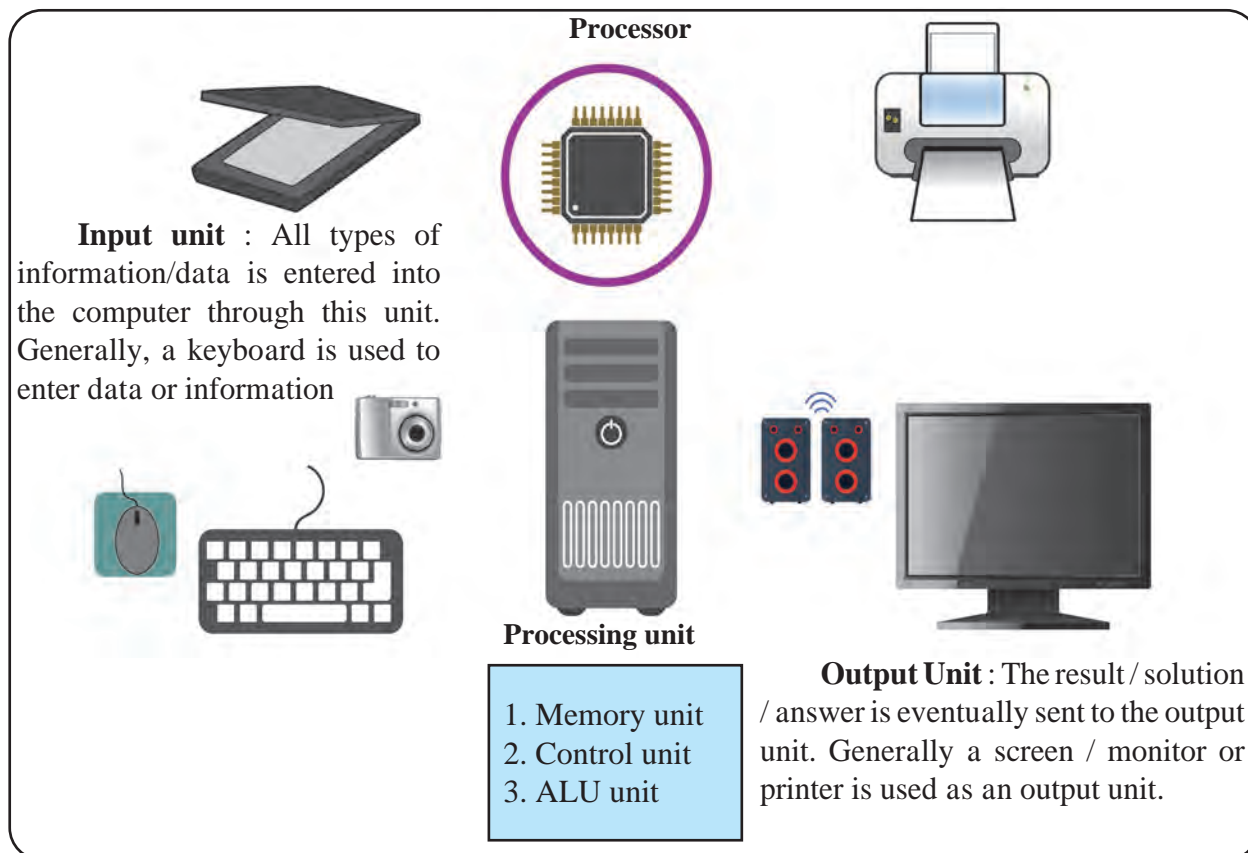 Processor
Input unit : All types of
information/data is entered into
the computer through this unit.
Generally, a keyboard is used to
enter data or information
Processing unit
1. Memory unit
2. Control unit
3. ALU unit
Output Unit : The result / solution
/ answer is eventually sent to the output
unit. Generally a screen / monitor or
printer is used as an output unit.